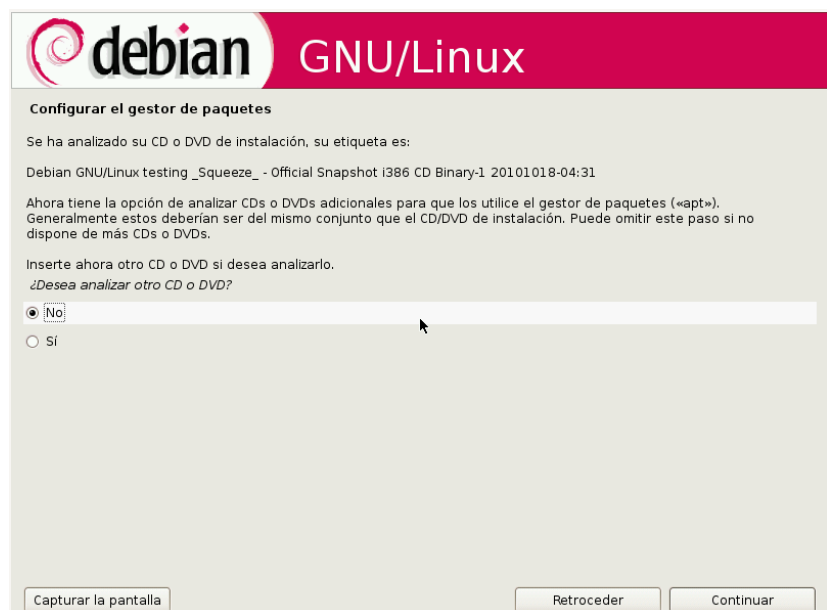 debian GNU/Linux
Configurar el gestor de paquetes
Se ha analizado su CD o DVD de instalación, su etiqueta es:
Debian GNU/Linux testing _Squeeze_ - Official Snapshot i386 CD Binary-1 20101018-04:31
Ahora tiene la opción de analizar CDs o DVDs adicionales para que los utilice el gestor de paquetes («apt»).
Generalmente estos deberían ser del mismo conjunto que el CD/DVD de instalación. Puede omitir este paso si no
dispone de más CDs o DVDs.
Inserte ahora otro CD o DVD si desea analizarlo.
¿Desea analizar otro CD o DVD?
No
Sí
Capturar la pantalla Retroceder Continuar